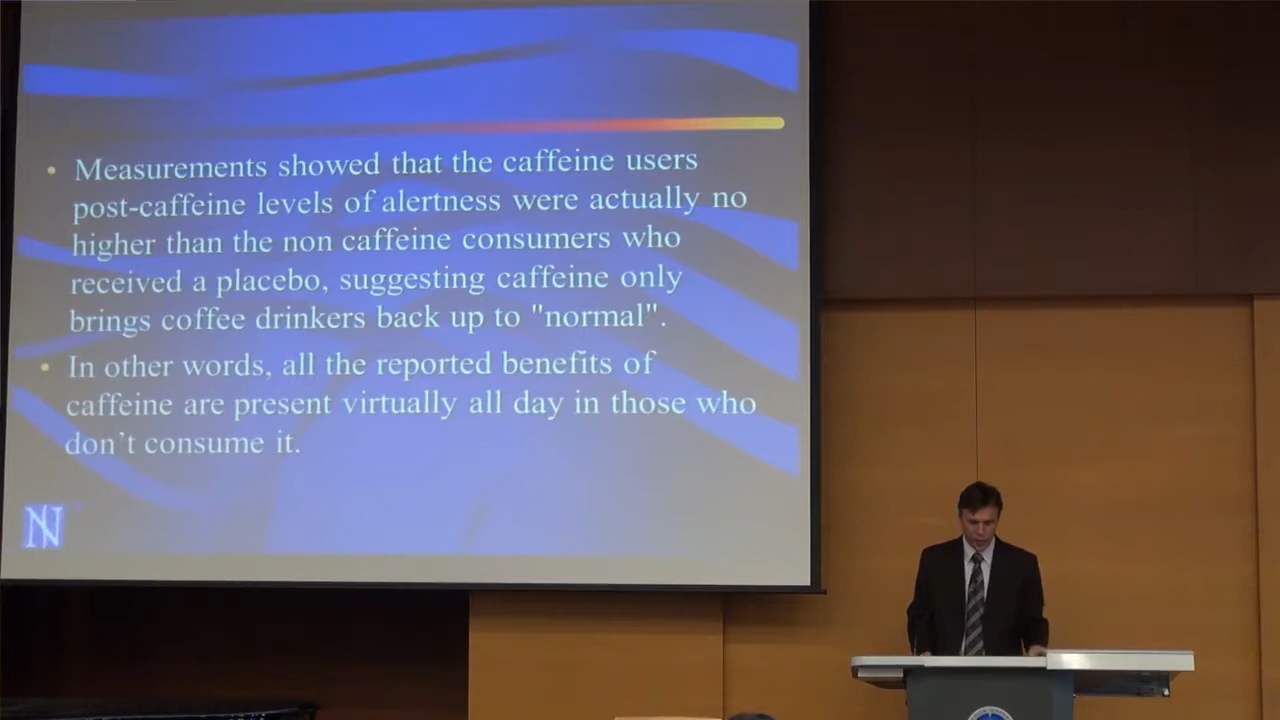 • Measurements showed that the caffeine users
post-caffeine levels of alertness were actually no
higher than the non caffeine consumers who
received a placebo, suggesting caffeine only
brings coffee drinkers back up to "normal".
• In other words, all the reported benefits of
caffeine are present virtually all day in those who
don't consume it.
N